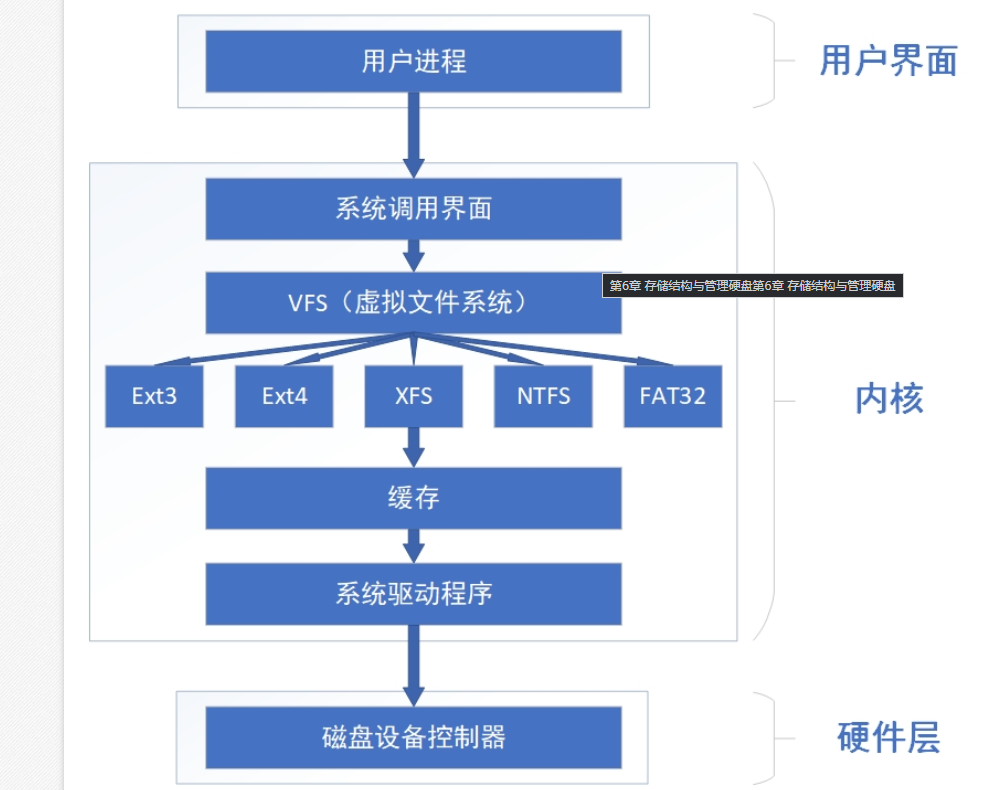 用户进程
用户界面
系统调用界面
VFS（虚拟文件系统）
第6章 存储结构与管理硬盘第6章 存储结构与管理硬盘
Ext3
Ext4
XFS
NTFS
FAT32
内核
缓存
系统驱动程序
磁盘设备控制器
硬件层